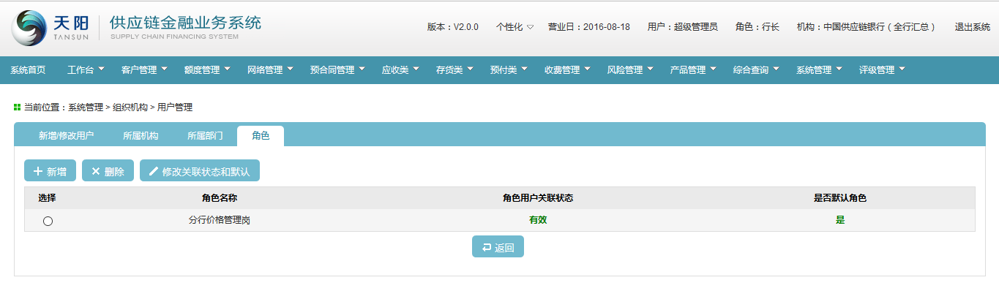 天阳 TANSUN 供应链金融业务系统 SUPPLY CHAIN FINANCING SYSTEM
版本：V2.0.0 个性化 营业日：2016-08-18 用户：超级管理员 角色：行长 机构：中国供应链银行（全行汇总） 退出系统
系统首页 工作台 客户管理 额度管理 网络管理 预合同管理 应收类 存货类 预付类 收费管理 风险管理 产品管理 综合查询 系统管理 评级管理
当前位置：系统管理 > 组织机构 > 用户管理
新增/修改用户 所属机构 所属部门 角色
新增 删除 修改关联状态和默认
选择 角色名称 角色用户关联状态 是否默认角色
分行价格管理岗 有效 是
返回